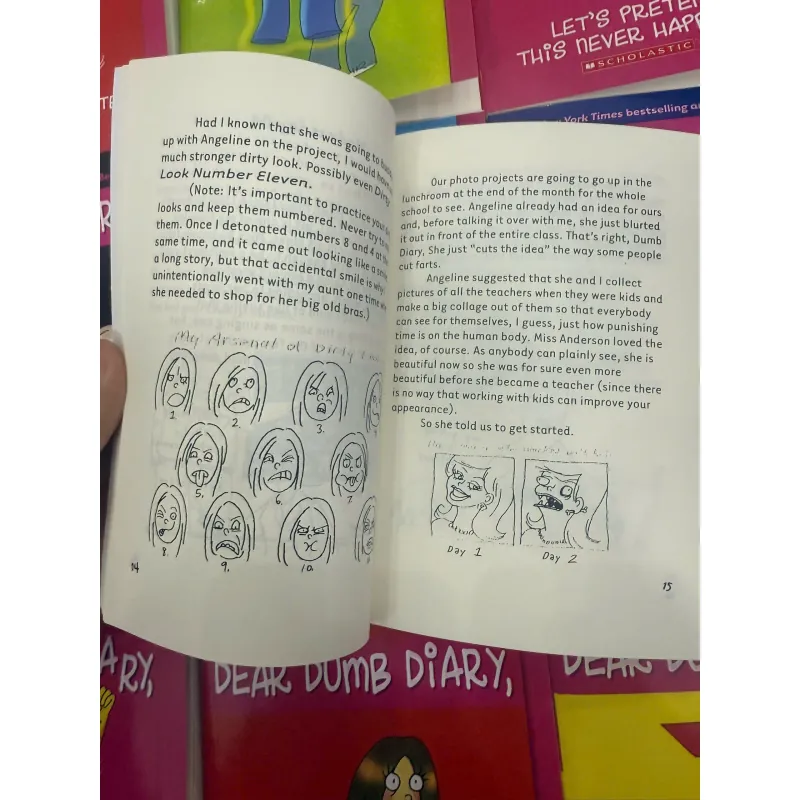 LET'S PRETEND
THIS NEVER HAPP
SCHOLASTIC
York Times bestselling au
Had I known that she was going to
up with Angeline on the project, I would
much stronger dirty look. Possibly even Dirty
Look Number Eleven.
(Note: It's important to practice your
looks and keep them numbered. Never try to
them. Once I detonated numbers 8 and 4 at the
same time, and it came out looking like a
a long story, but that accidental smile is why
unintentionally went with my aunt one time when
she needed to shop for her big old bras.)
My Arsenal of Dirty
1.
2.
3.
5.
6.
7.
8.
9.
10.
14
Our photo projects are going to go up in the
lunchroom at the end of the month for the whole
school to see. Angeline already had an idea for ours
and, before talking it over with me, she just blurted
it out in front of the entire class. That's right, Dumb
Diary, She just "cuts the idea" the way some people
cut farts.
Angeline suggested that she and I collect
pictures of all the teachers when they were kids and
make a big collage out of them so that everybody
can see for themselves, I guess, just how punishing
time is on the human body. Miss Anderson loved the
idea, of course. As anybody can plainly see, she is
beautiful now so she was for sure even more
beautiful before she became a teacher (since there
is no way that working with kids can improve your
appearance).
So she told us to get started.
Day 1
Day 2
15
ARY,
DEAR DUMB DIARY,
DEAR DU